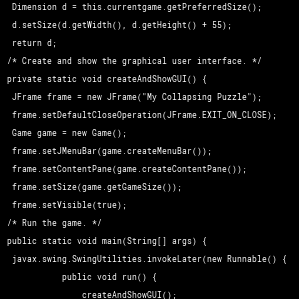 Dimension d = this.currentgame.getPreferredSize();
d.setSize(d.getWidth(), d.getHeight() + 55);
return d;
/* Create and show the graphical user interface. */
private static void createAndShowGUI() {
JFrame frame = new JFrame("My Collapsing Puzzle");
frame.setDefaultCloseOperation(JFrame.EXIT_ON_CLOSE);
Game game = new Game();
frame.setJMenuBar(game.createMenuBar());
frame.setContentPane(game.createContentPane());
frame.setSize(game.getGameSize());
frame.setVisible(true);
/* Run the game. */
public static void main(String[] args) {
javax.swing.SwingUtilities.invokeLater(new Runnable() {
public void run() {
createAndShowGUI();